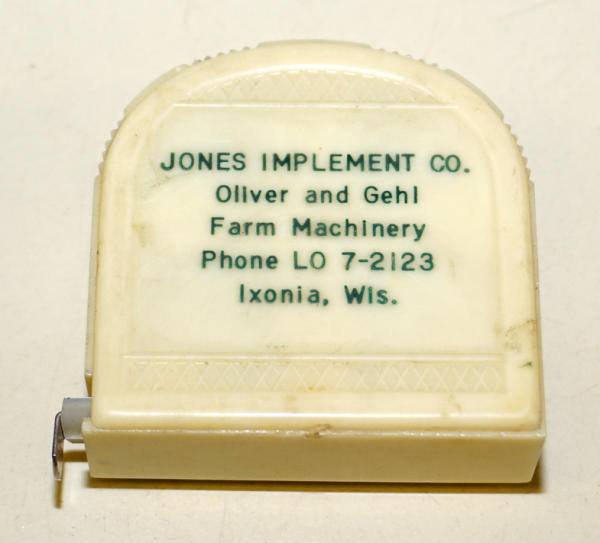 JONES IMPLEMENT CO.
Oliver and Gehl
Farm Machinery
Phone LO 7-2123
Ixonia, Wis.